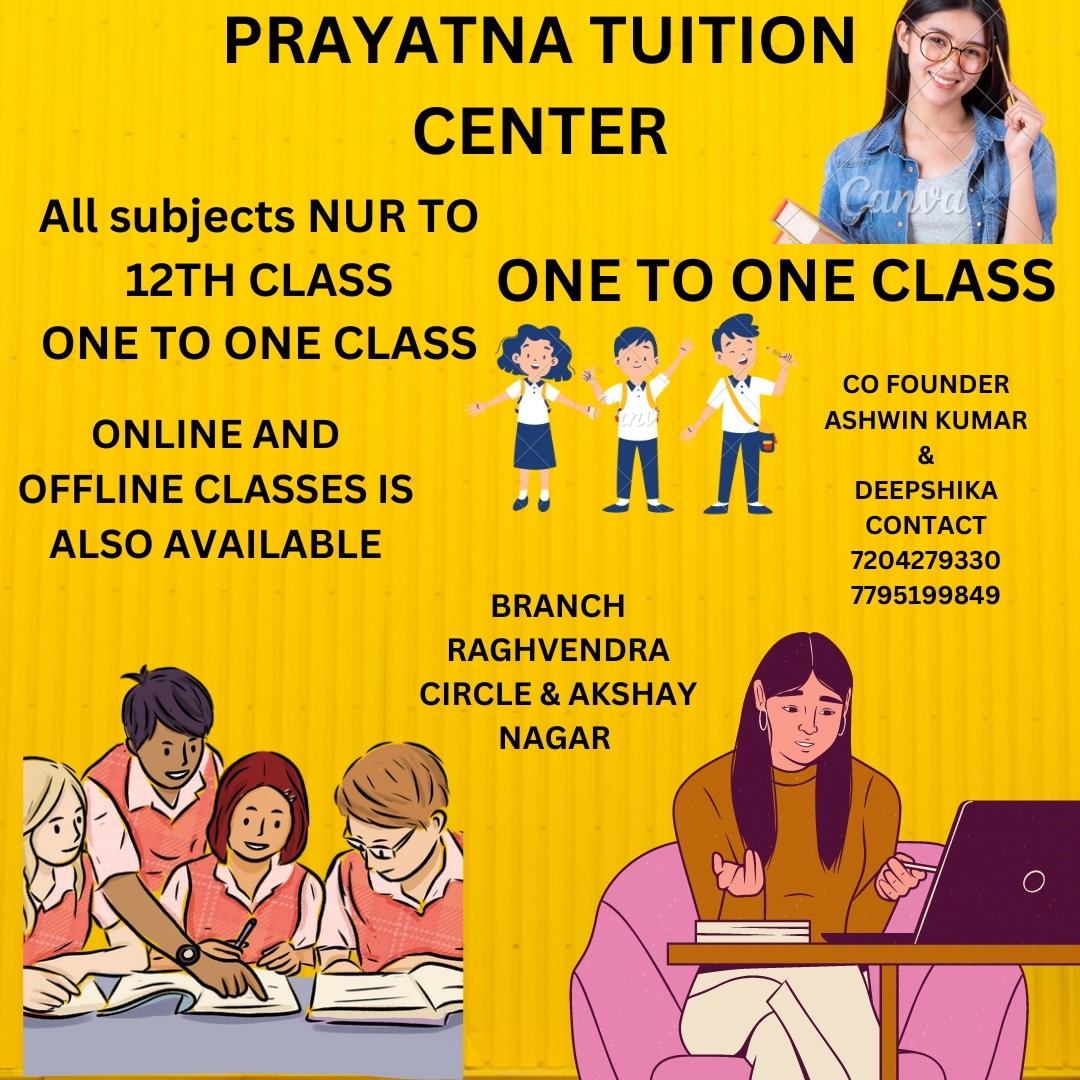 PRAYATNA TUITION
CENTER
Canva
All subjects NUR TO
12TH CLASS
ONE TO ONE CLASS
ONE TO ONE CLASS
ONLINE AND
OFFLINE CLASSES IS
ALSO AVAILABLE
CO FOUNDER
ASHWIN KUMAR
&
DEEPSHIKA
CONTACT
7204279330
7795199849
BRANCH
RAGHVENDRA
CIRCLE & AKSHAY
NAGAR